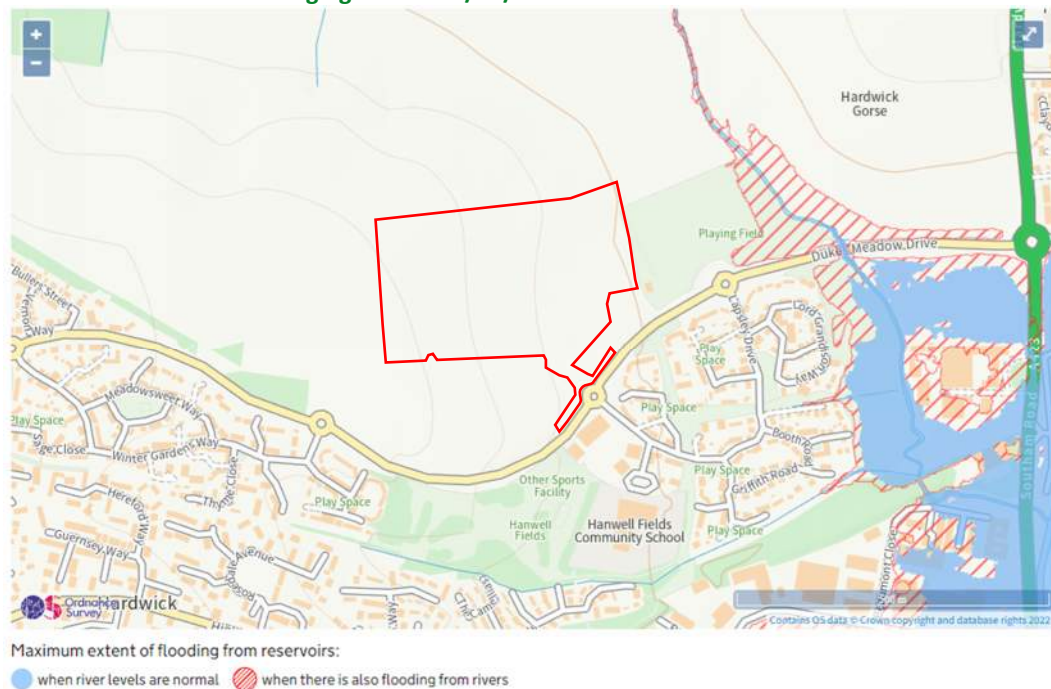 +
−
Hardwick
Gorse
Playing Field
Dukes Meadow Drive
Bullers Street
Vermont Way
Meadowsweet Way
Play Space
Sage Close
Winter Gardens Way
Thyme Close
Hereford Way
Guernsey Way
Avenue
Play Space
Capsley Drive
Lord Grandison Way
Play
Space
Play Space
Booth Road
Griffith Road
Play
Space
Play Space
Other Sports
Facility
Hanwell
Fields
Hanwell Fields
Community School
Southam Road
Hardwick
Ordnance
Survey
Contains OS data © Crown copyright and database rights 2022
Maximum extent of flooding from reservoirs:
when river levels are normal
when there is also flooding from rivers